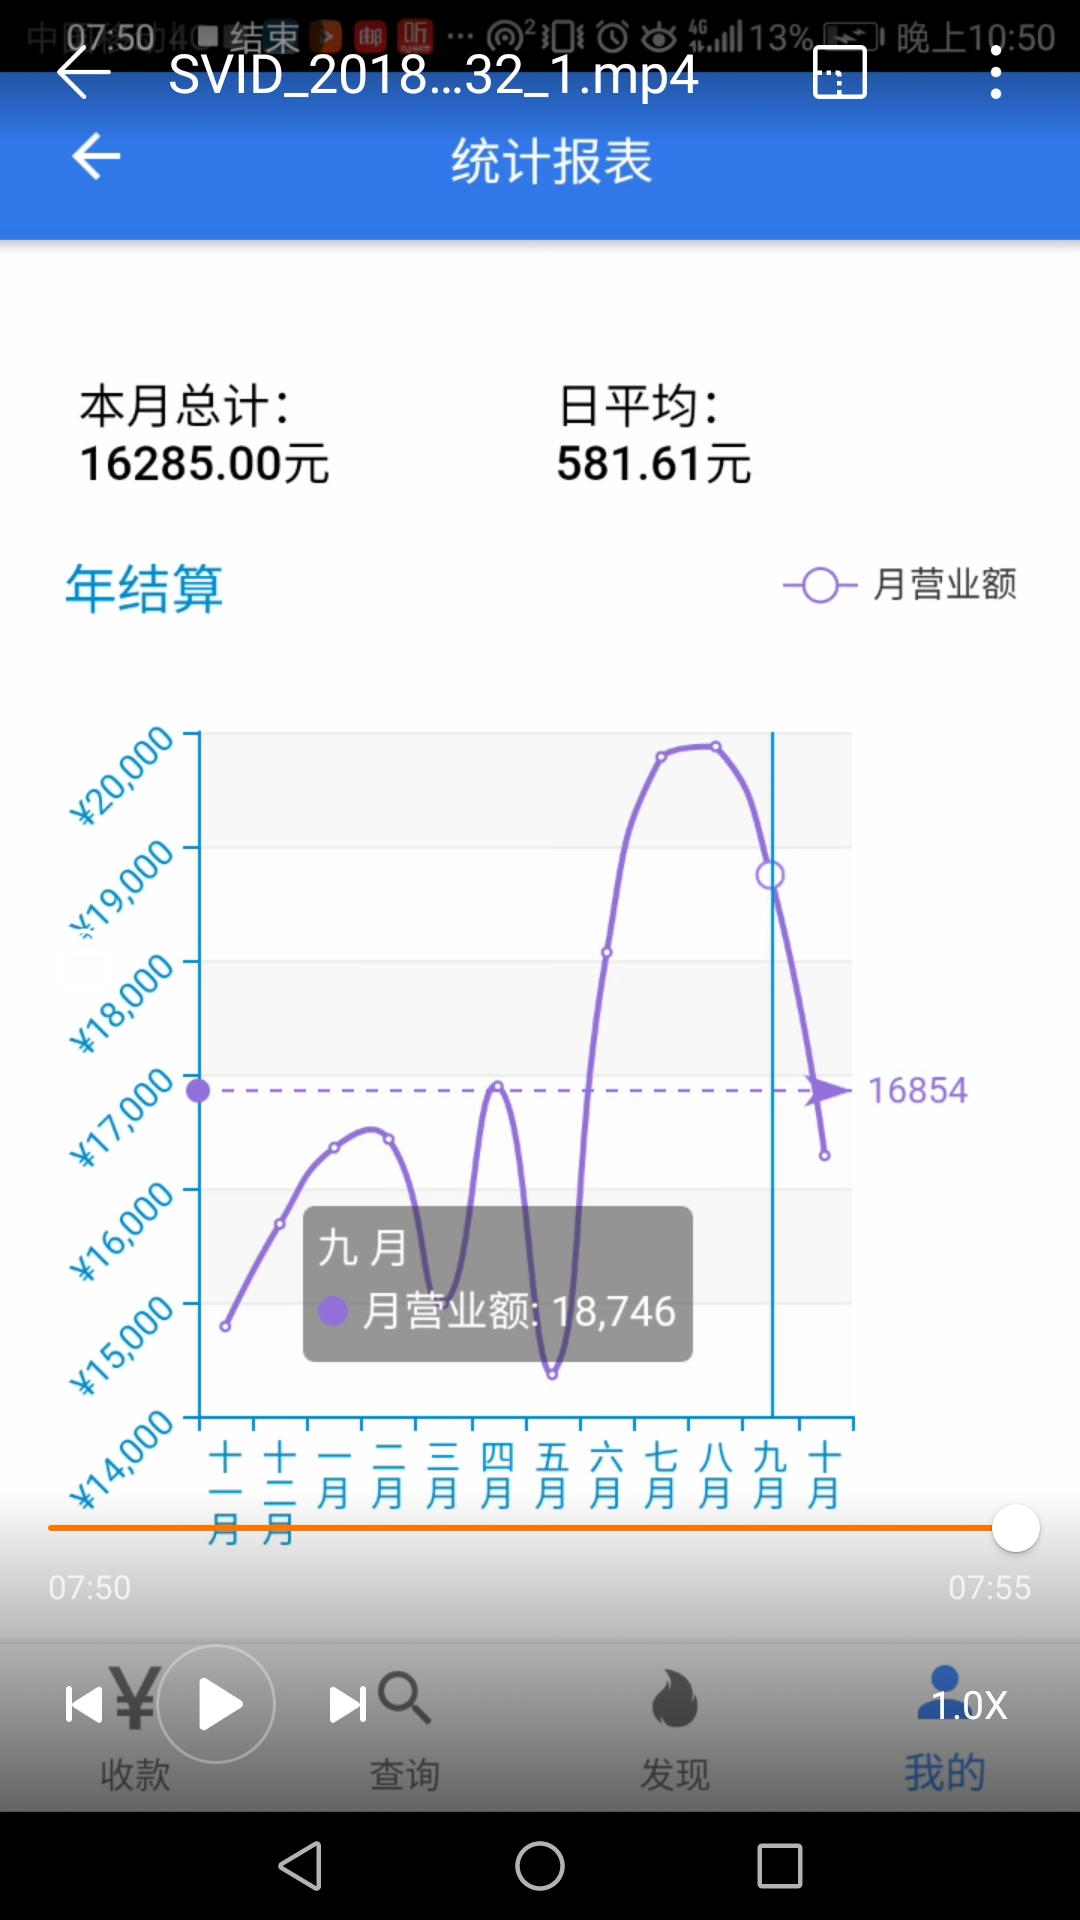 07:50 结束 听 ... 2 4G 13% 晚上10:50
SVID_2018...32_1.mp4
统计报表
本月总计： 日平均：
16285.00元 581.61元
年结算 月营业额
¥20,000
¥19,000
¥18,000
¥17,000
16854
¥16,000
九 月
月营业额: 18,746
¥15,000
¥14,000
十一月 十二月 一月 二月 三月 四月 五月 六月 七月 八月 九月 十月
07:50 07:55
1.0X
收款 查询 发现 我的